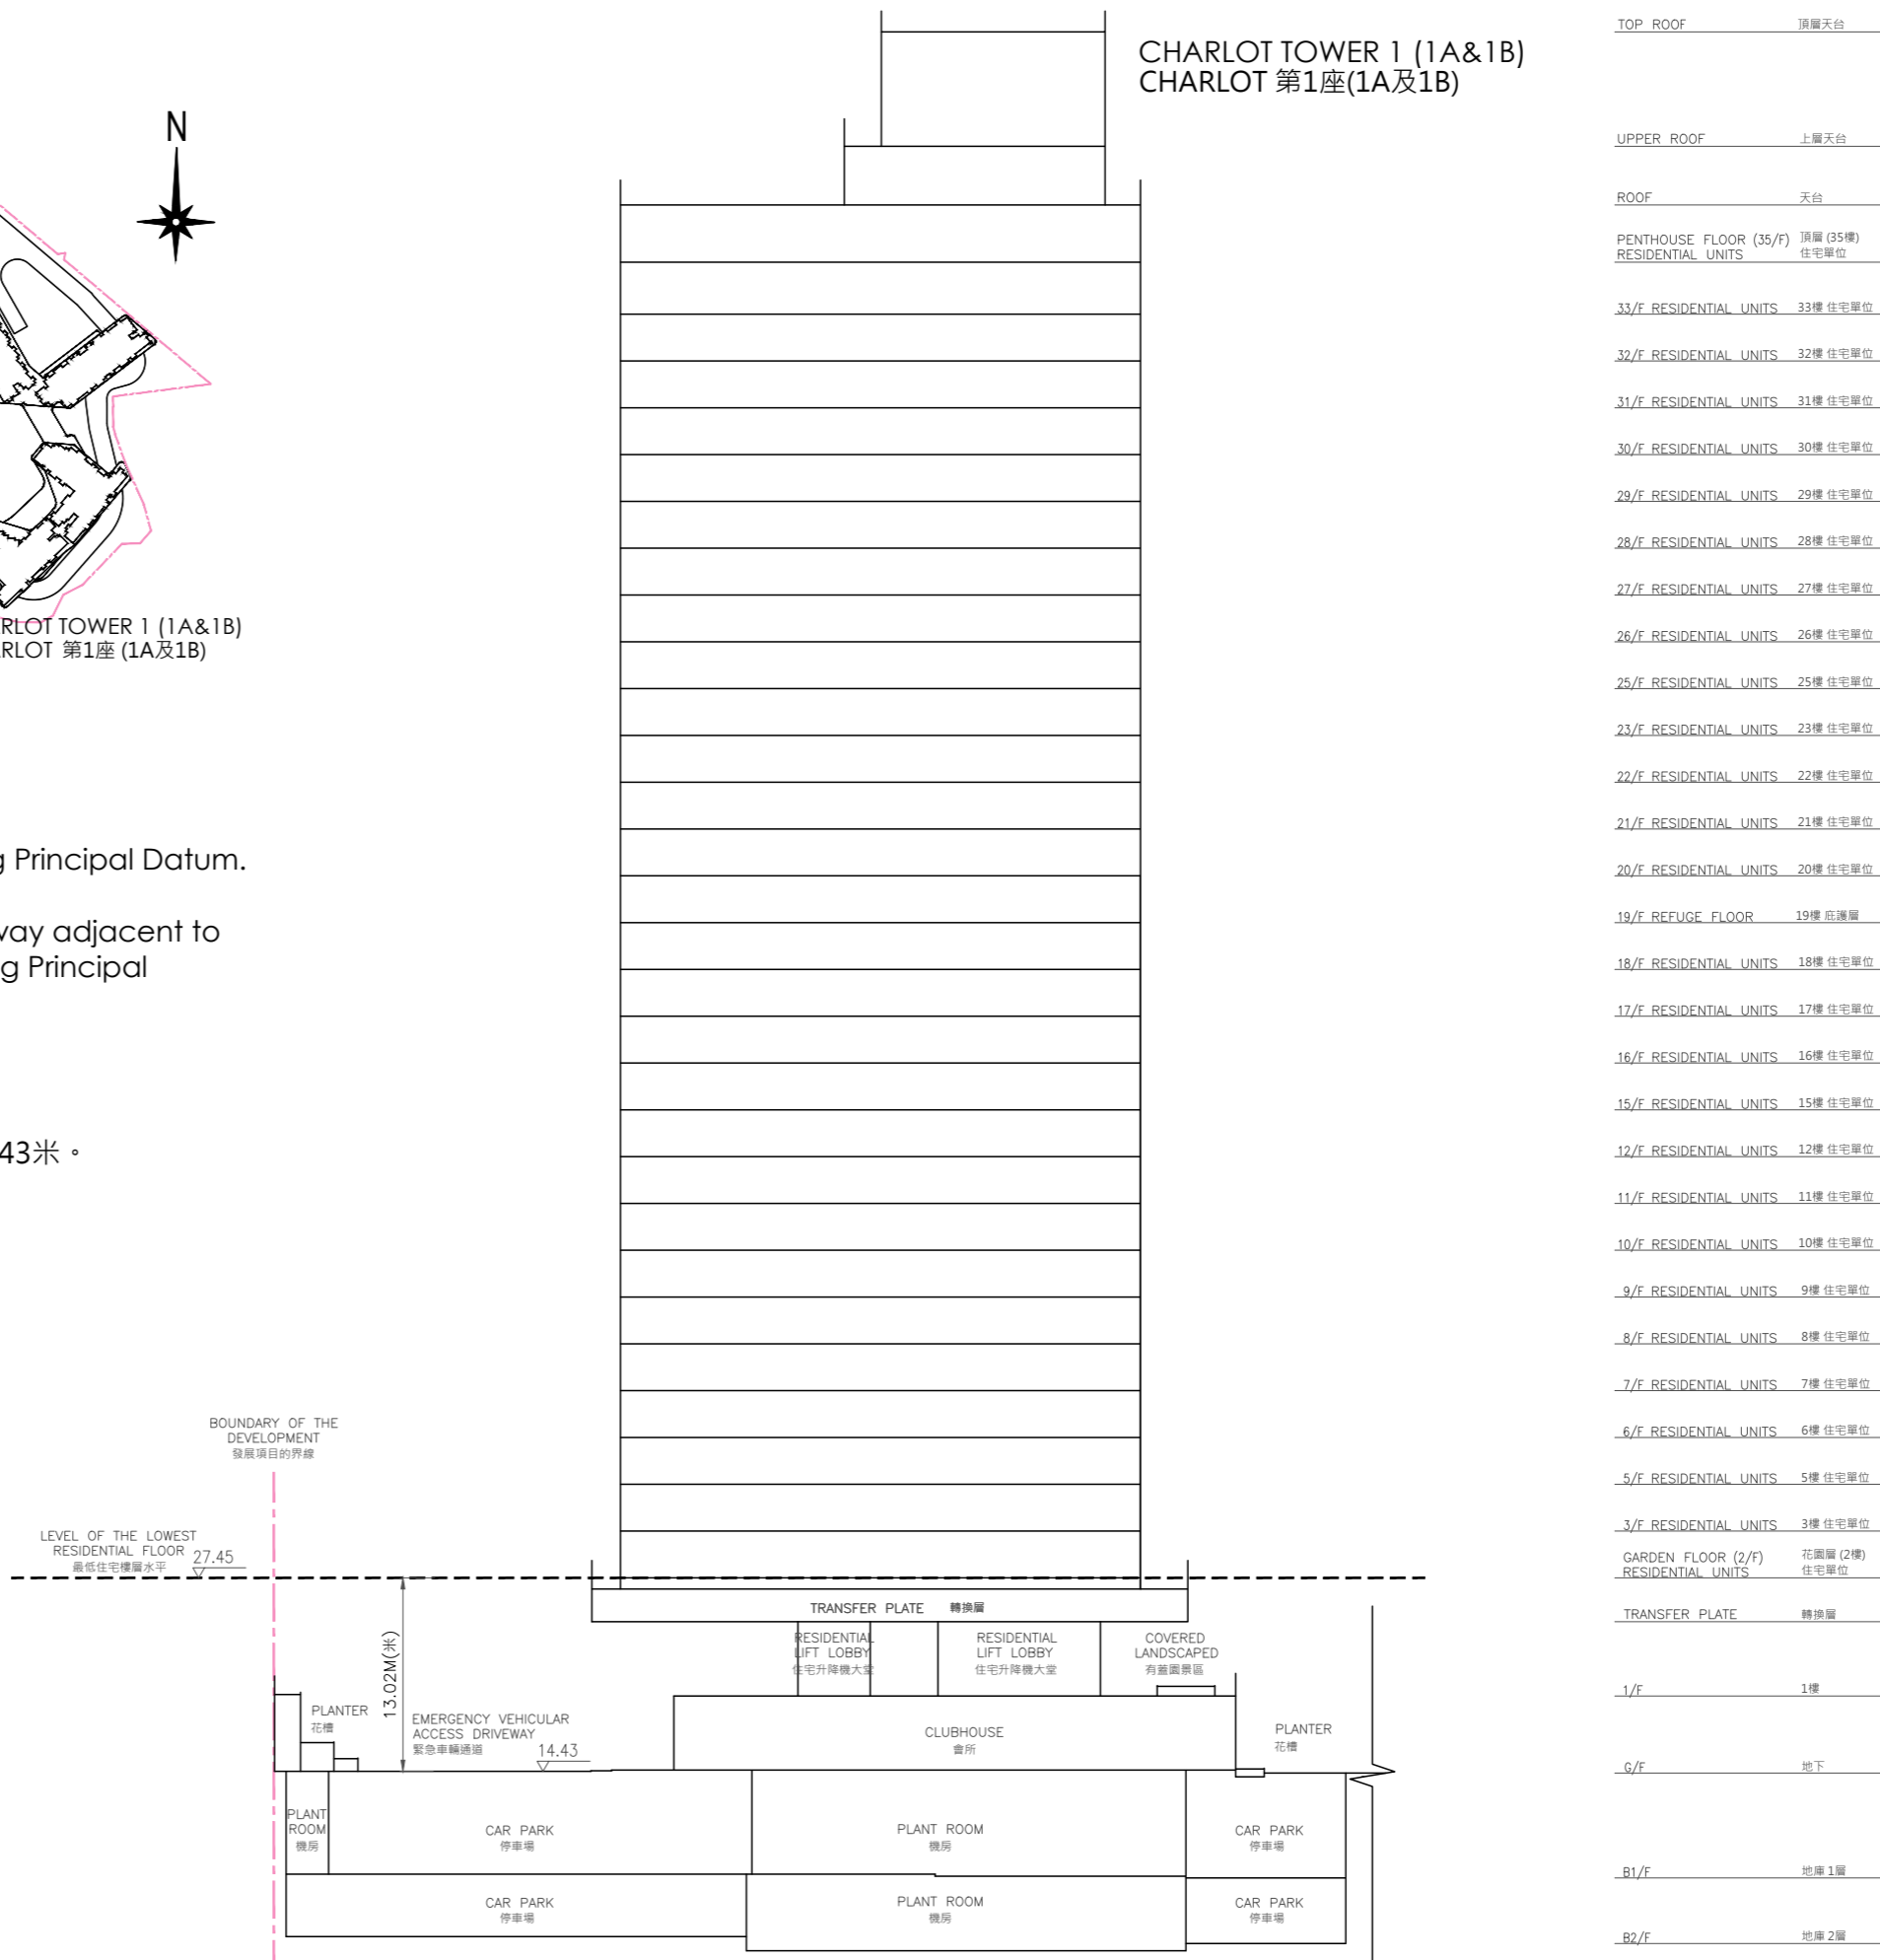 CHARLOT TOWER 1 (1A&1B)
CHARLOT 第1座(1A及1B)
N
RLOT TOWER 1 (1A&1B)
RLOT 第1座 (1A及1B)
g Principal Datum.
way adjacent to
g Principal
43米。
BOUNDARY OF THE
DEVELOPMENT
發展項目的界線
LEVEL OF THE LOWEST
RESIDENTIAL FLOOR
最低住宅樓層水平
27.45
13.02M(米)
TRANSFER PLATE 轉換層
RESIDENTIAL
LIFT LOBBY
住宅升降機大堂
RESIDENTIAL
LIFT LOBBY
住宅升降機大堂
COVERED
LANDSCAPED
有蓋園景區
PLANTER
花槽
EMERGENCY VEHICULAR
ACCESS DRIVEWAY
緊急車輛通道
14.43
CLUBHOUSE
會所
PLANTER
花槽
PLANT
ROOM
機房
CAR PARK
停車場
PLANT ROOM
機房
CAR PARK
停車場
CAR PARK
停車場
PLANT ROOM
機房
CAR PARK
停車場
TOP ROOF 頂層天台
UPPER ROOF 上層天台
ROOF 天台
PENTHOUSE FLOOR (35/F) 頂層 (35樓)
RESIDENTIAL UNITS 住宅單位
33/F RESIDENTIAL UNITS 33樓 住宅單位
32/F RESIDENTIAL UNITS 32樓 住宅單位
31/F RESIDENTIAL UNITS 31樓 住宅單位
30/F RESIDENTIAL UNITS 30樓 住宅單位
29/F RESIDENTIAL UNITS 29樓 住宅單位
28/F RESIDENTIAL UNITS 28樓 住宅單位
27/F RESIDENTIAL UNITS 27樓 住宅單位
26/F RESIDENTIAL UNITS 26樓 住宅單位
25/F RESIDENTIAL UNITS 25樓 住宅單位
23/F RESIDENTIAL UNITS 23樓 住宅單位
22/F RESIDENTIAL UNITS 22樓 住宅單位
21/F RESIDENTIAL UNITS 21樓 住宅單位
20/F RESIDENTIAL UNITS 20樓 住宅單位
19/F REFUGE FLOOR 19樓 庇護層
18/F RESIDENTIAL UNITS 18樓 住宅單位
17/F RESIDENTIAL UNITS 17樓 住宅單位
16/F RESIDENTIAL UNITS 16樓 住宅單位
15/F RESIDENTIAL UNITS 15樓 住宅單位
12/F RESIDENTIAL UNITS 12樓 住宅單位
11/F RESIDENTIAL UNITS 11樓 住宅單位
10/F RESIDENTIAL UNITS 10樓 住宅單位
9/F RESIDENTIAL UNITS 9樓 住宅單位
8/F RESIDENTIAL UNITS 8樓 住宅單位
7/F RESIDENTIAL UNITS 7樓 住宅單位
6/F RESIDENTIAL UNITS 6樓 住宅單位
5/F RESIDENTIAL UNITS 5樓 住宅單位
3/F RESIDENTIAL UNITS 3樓 住宅單位
GARDEN FLOOR (2/F) 花園層 (2樓)
RESIDENTIAL UNITS 住宅單位
TRANSFER PLATE 轉換層
1/F 1樓
G/F 地下
B1/F 地庫 1層
B2/F 地庫 2層